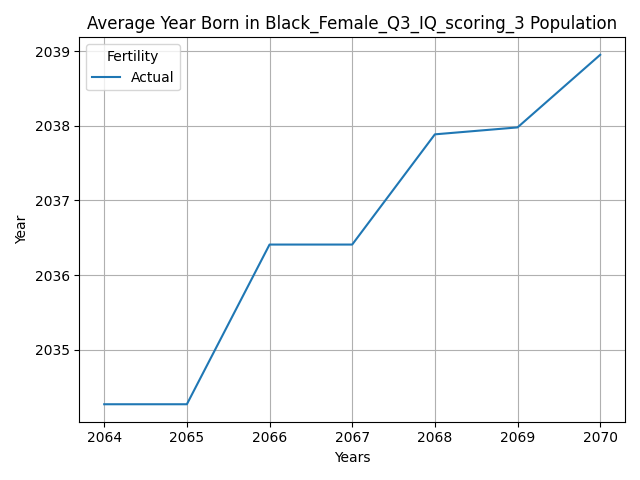 Average Year Born in Black_Female_Q3_IQ_scoring_3 Population
Fertility
Actual
2039
2038
2037
2036
2035
Year
2064 2065 2066 2067 2068 2069 2070
Years